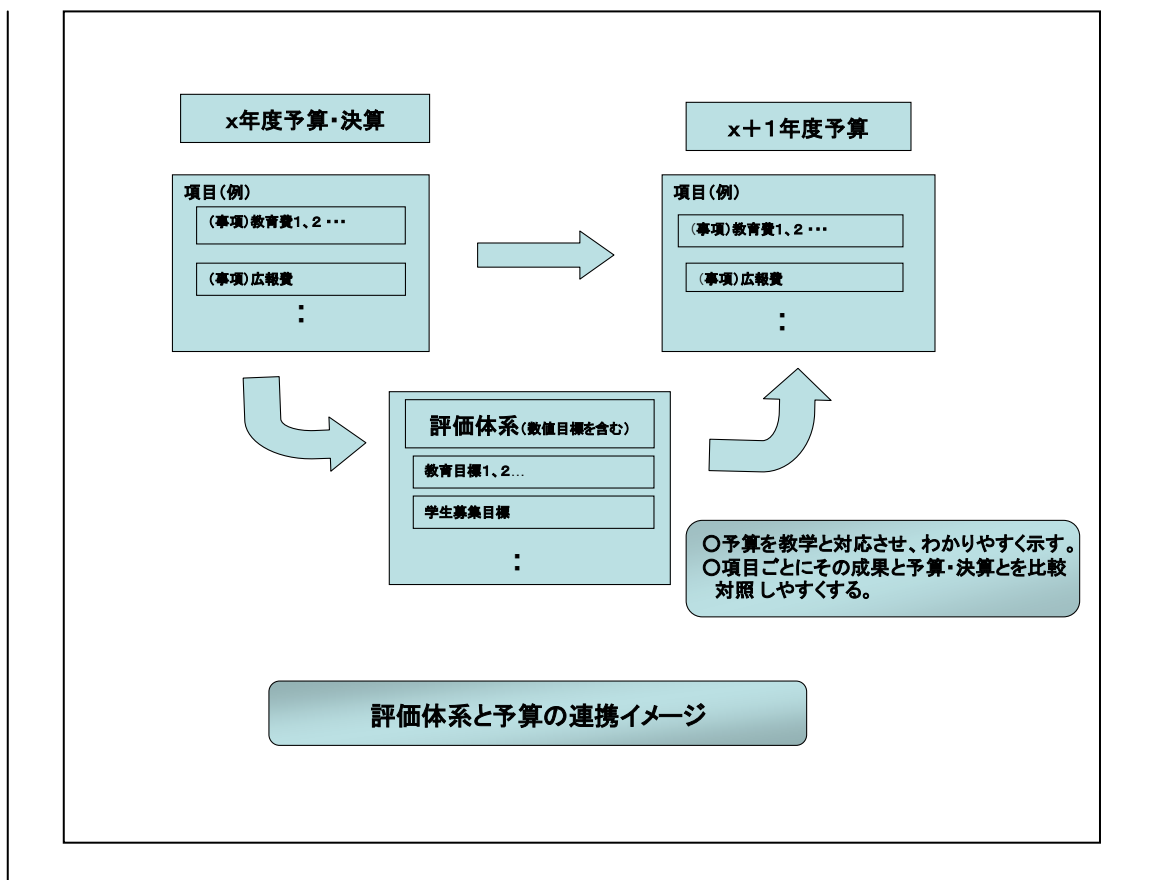 x年度予算・決算
項目(例)
(事項)教育費1、2・・・
(事項)広報費
:
x+1年度予算
項目(例)
(事項)教育費1、2・・・
(事項)広報費
:
評価体系(数値目標を含む)
教育目標1、2…
学生募集目標
:
○予算を教学と対応させ、わかりやすく示す。
○項目ごとにその成果と予算・決算とを比較
対照 しやすくする。
評価体系と予算の連携イメージ